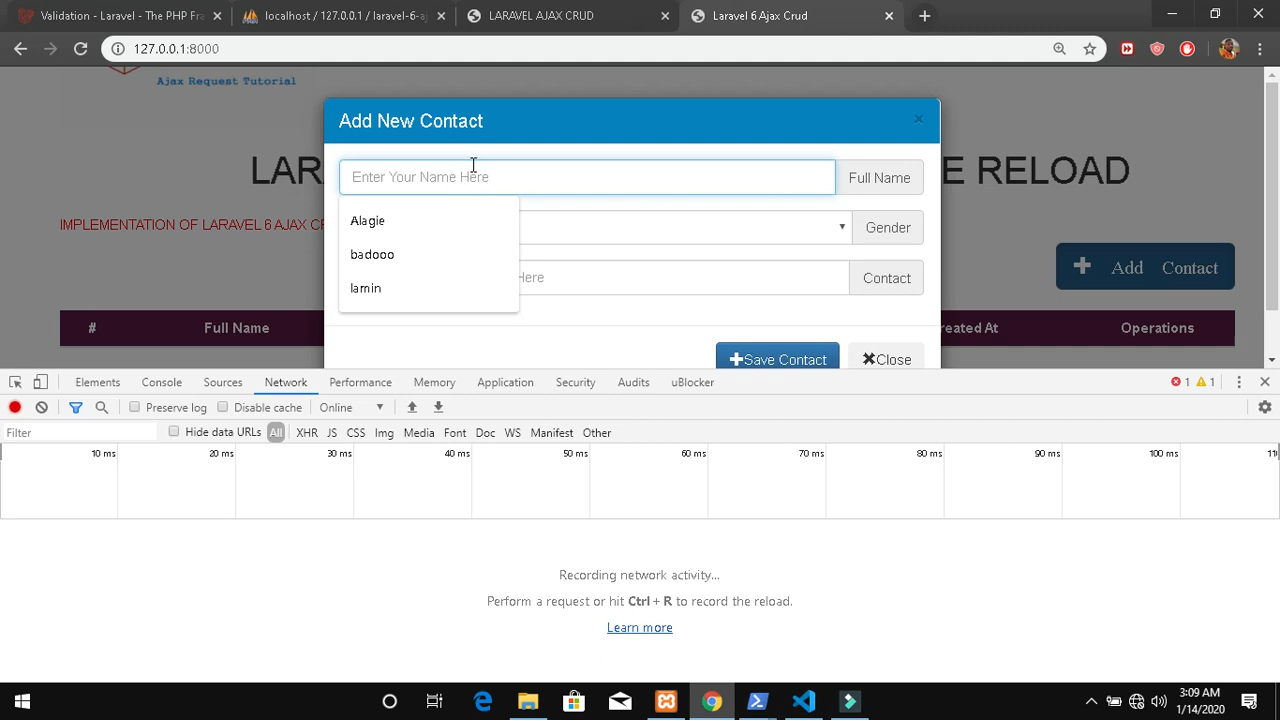 Validation - Laravel - The PHP Fra
localhost / 127.0.0.1 / laravel-6-aj
LARAVEL AJAX CRUD
Laravel 6 Ajax Crud
127.0.0.1:8000
Ajax Request Tutorial
Add New Contact
LAR
E RELOAD
Enter Your Name Here
Full Name
Alagie
badooo
lamin
IMPLEMENTATION OF LARAVEL 6 AJAX CR
Gender
Here
Contact
Add Contact
#
Full Name
reated At
Operations
Save Contact
Close
Elements
Console
Sources
Network
Performance
Memory
Application
Security
Audits
uBlocker
1
1
Preserve log
Disable cache
Online
Filter
Hide data URLs
All
XHR
JS
CSS
Img
Media
Font
Doc
WS
Manifest
Other
10 ms
20 ms
30 ms
40 ms
50 ms
60 ms
70 ms
80 ms
90 ms
100 ms
11
Recording network activity...
Perform a request or hit Ctrl + R to record the reload.
Learn more
3:09 AM
1/14/2020